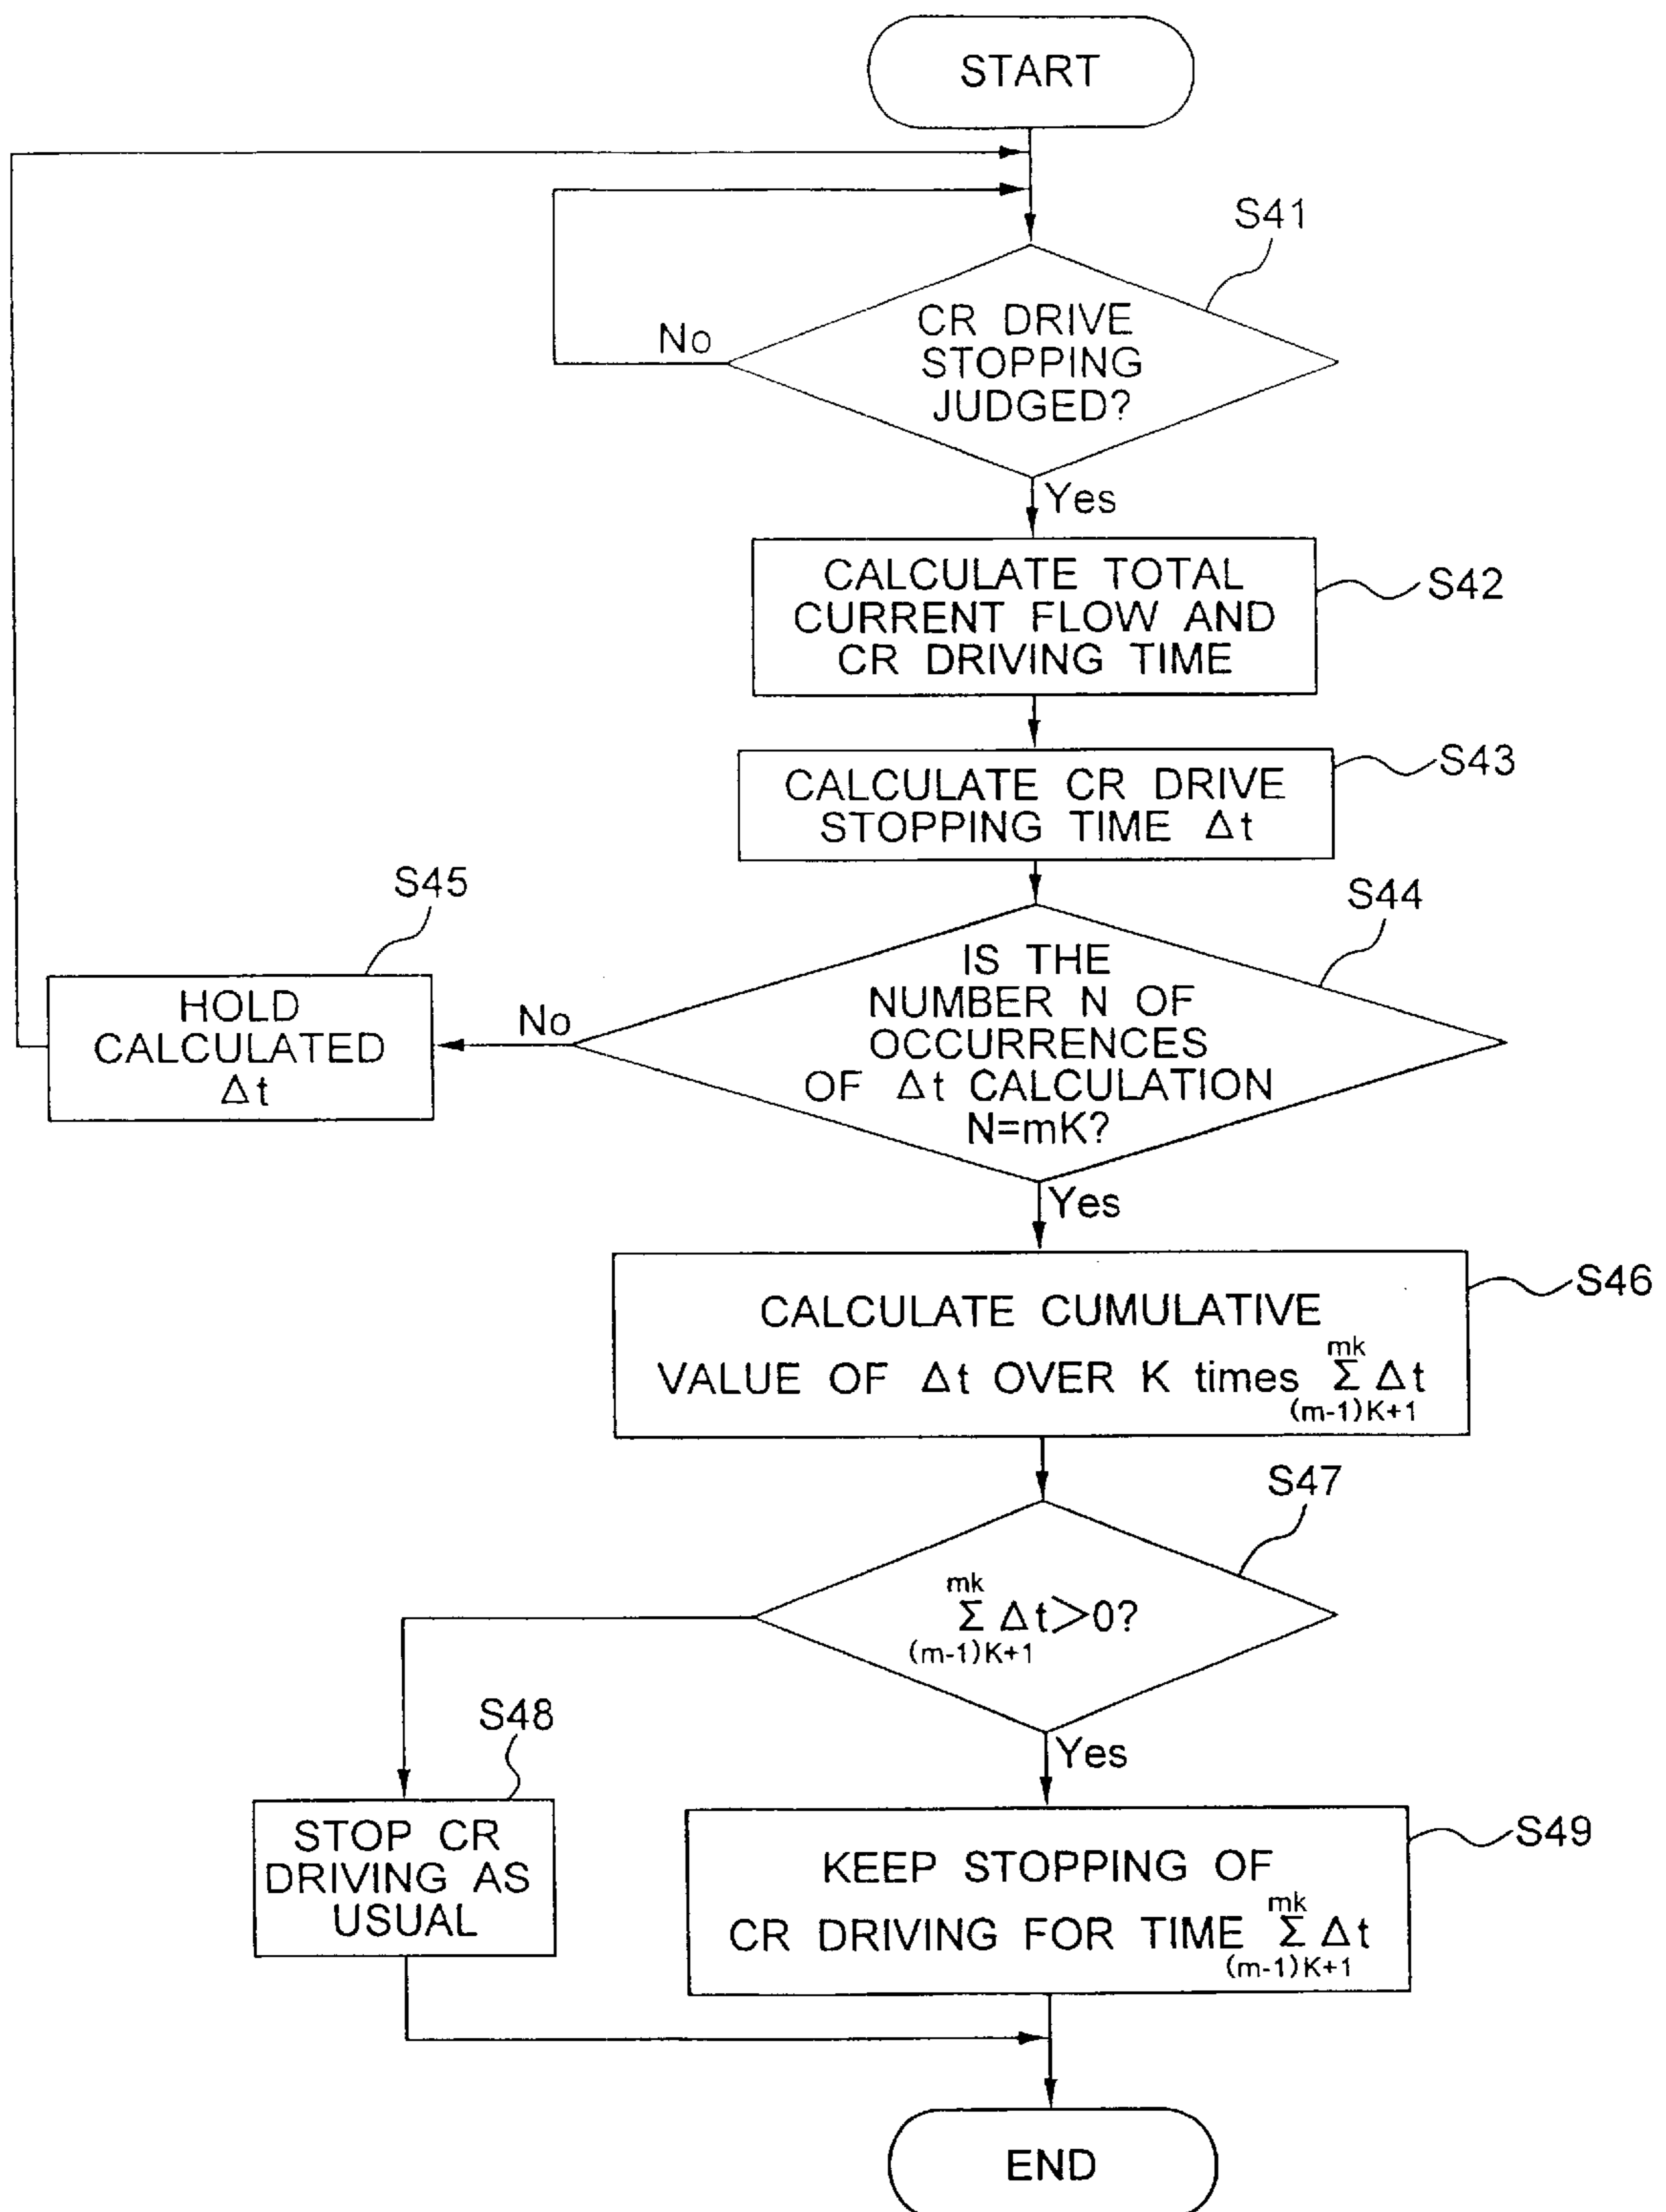 START
S41
CR DRIVE
STOPPING
JUDGED?
No
Yes
CALCULATE TOTAL
CURRENT FLOW AND
CR DRIVING TIME
S42
CALCULATE CR DRIVE
STOPPING TIME Δt
S43
S44
IS THE
NUMBER N OF
OCCURRENCES
OF Δt CALCULATION
N=mK?
No
S45
HOLD
CALCULATED
Δt
Yes
S46
CALCULATE CUMULATIVE
mk
VALUE OF Δt OVER K times Σ Δt
(m-1)K+1
S47
mk
Σ Δt>0?
(m-1)K+1
Yes
S48
STOP CR
DRIVING AS
USUAL
S49
KEEP STOPPING OF
mk
CR DRIVING FOR TIME Σ Δt
(m-1)K+1
END